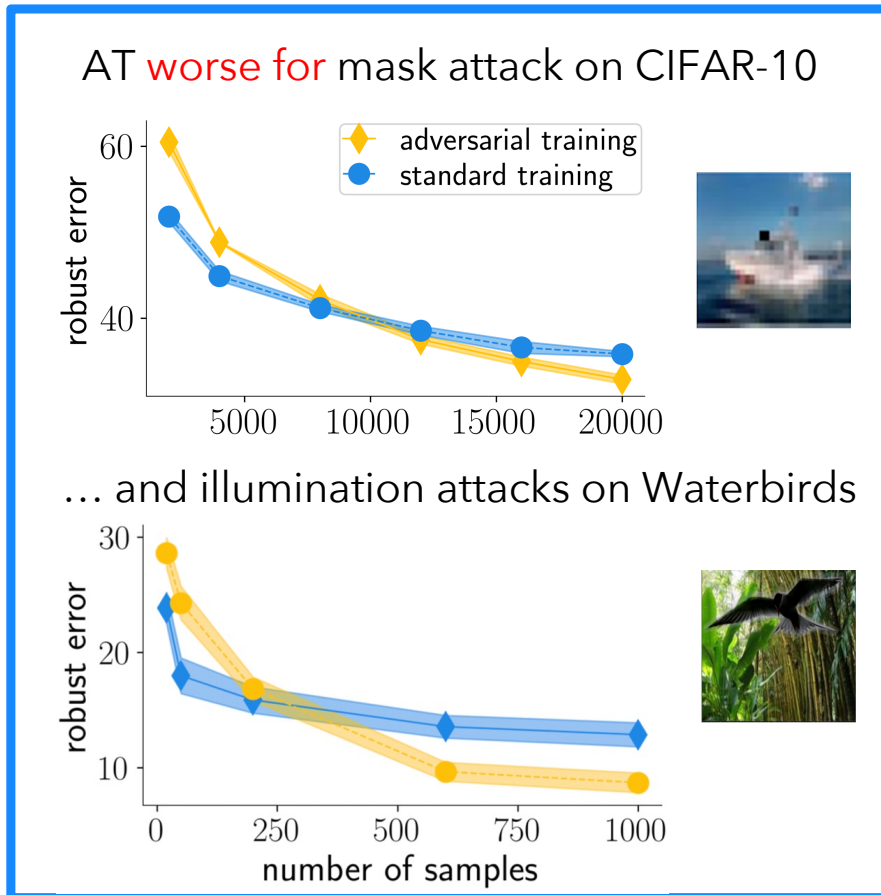 AT worse for mask attack on CIFAR-10
60
40
robust error
adversarial training
standard training
5000 10000 15000 20000
... and illumination attacks on Waterbirds
30
20
10
robust error
0 250 500 750 1000
number of samples